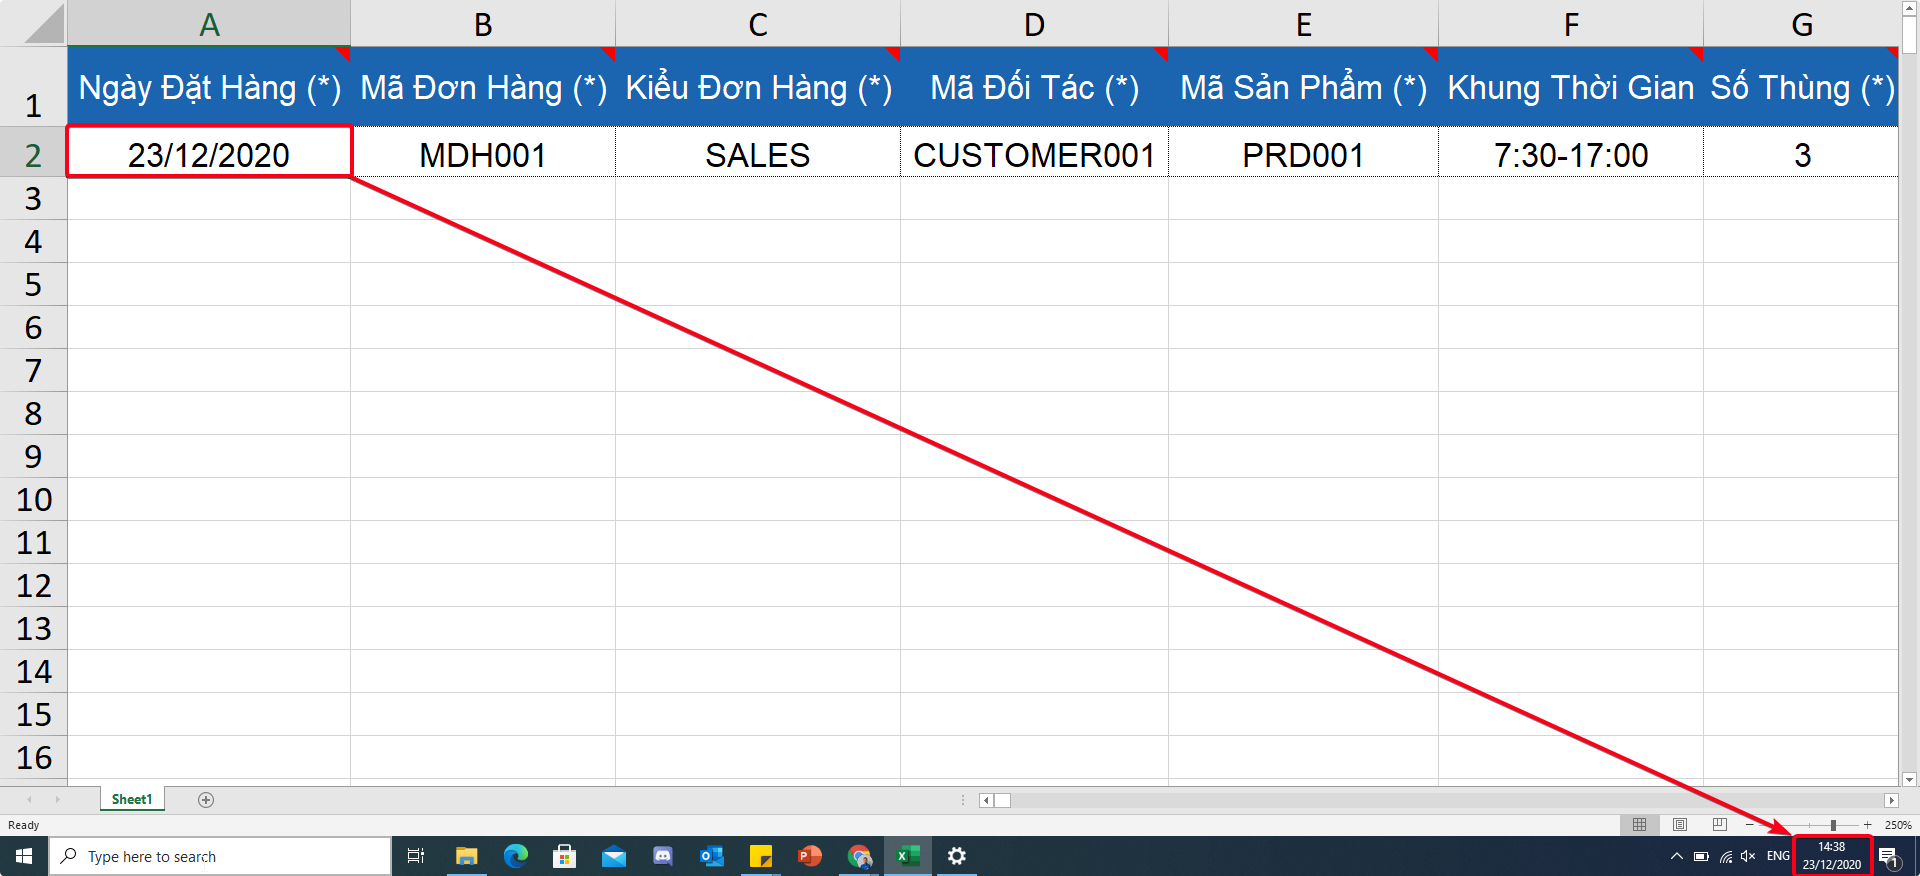 A B C D E F G
1 Ngày Đặt Hàng (*) Mã Đơn Hàng (*) Kiểu Đơn Hàng (*) Mã Đối Tác (*) Mã Sản Phẩm (*) Khung Thời Gian Số Thùng (*)
2 23/12/2020 MDH001 SALES CUSTOMER001 PRD001 7:30-17:00 3
3
4
5
6
7
8
9
10
11
12
13
14
15
16
Sheet1
Ready 250%
Type here to search ENG 14:38
23/12/2020 1